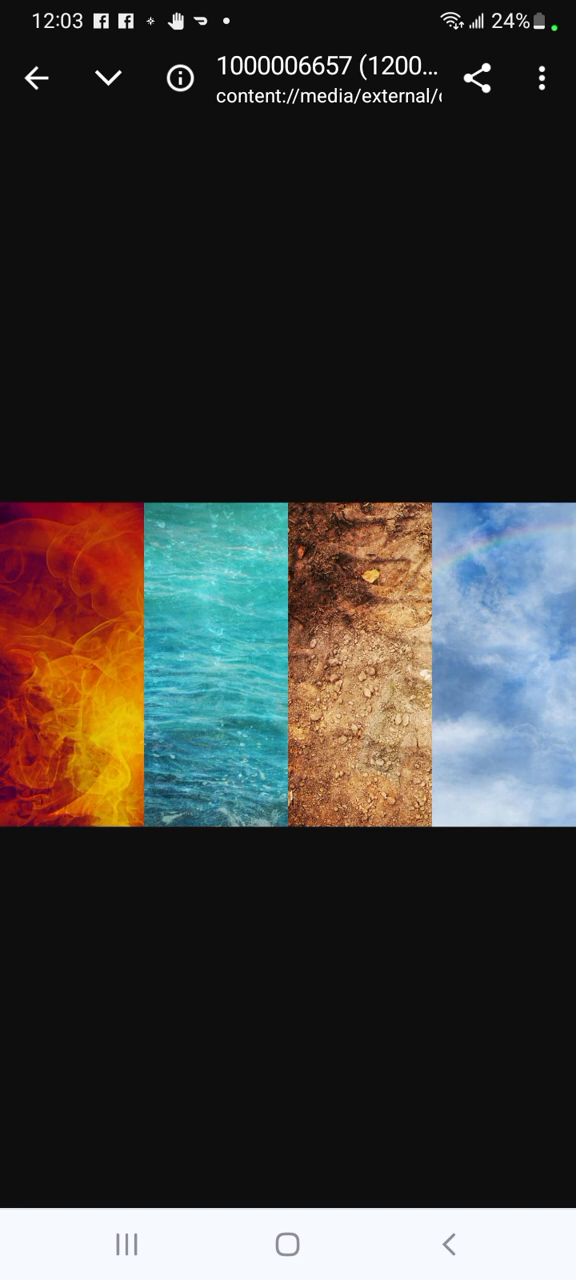 12:03
24%
1000006657 (1200...
content://media/external/